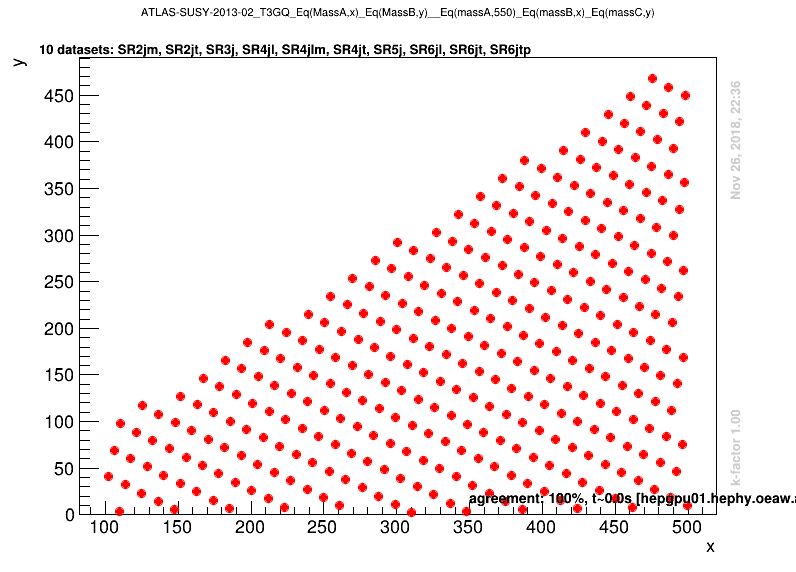 ATLAS-SUSY-2013-02_T3GQ_Eq(MassA,x)_Eq(MassB,y)__Eq(massA,550)_Eq(massB,x)_Eq(massC,y)
10 datasets: SR2jm, SR2jt, SR3j, SR4jl, SR4jlm, SR4jt, SR5j, SR6jl, SR6jt, SR6jtp
y
450
400
350
300
250
200
150
100
50
0
100 150 200 250 300 350 400 450 500
x
agreement: 100%, t~0.0s [hepgpu01.hephy.oeaw.a
Nov 26, 2018, 22:36
k-factor 1.00